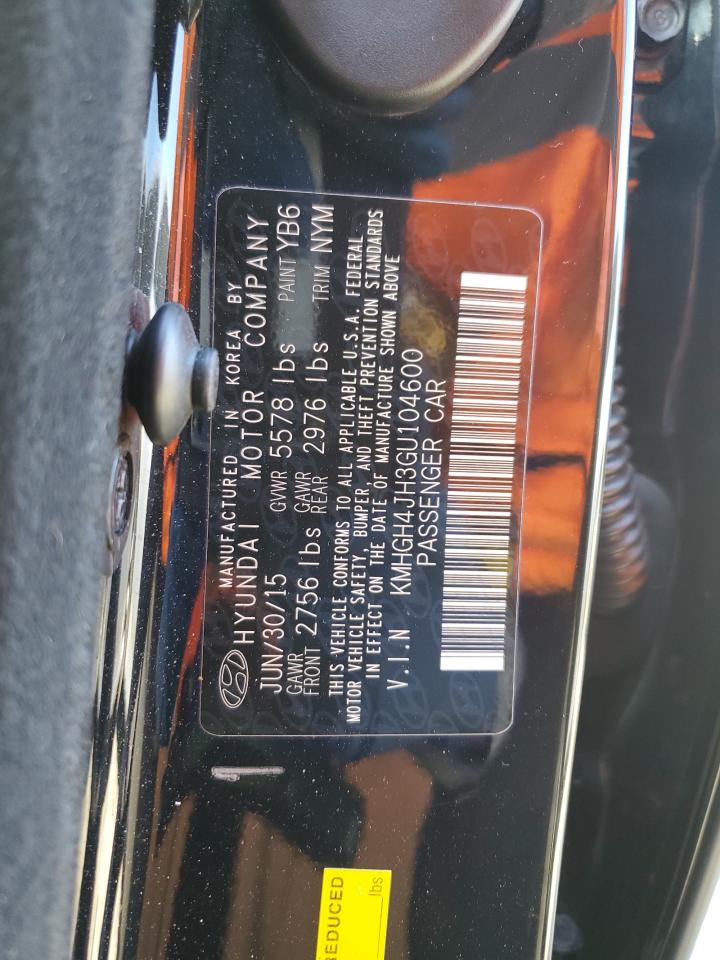 MANUFACTURED IN KOREA BY
HYUNDAI MOTOR COMPANY
JUN/30/15 GVWR 5578 lbs PAINT YB6
GAWR FRONT 2756 lbs GAWR REAR 2976 lbs TRIM NYM
THIS VEHICLE CONFORMS TO ALL APPLICABLE U.S.A. FEDERAL
MOTOR VEHICLE SAFETY, BUMPER, AND THEFT PREVENTION STANDARDS
IN EFFECT ON THE DATE OF MANUFACTURE SHOWN ABOVE
V.I.N KMHGH4JH3GU104600
PASSENGER CAR
1
REDUCED
lbs